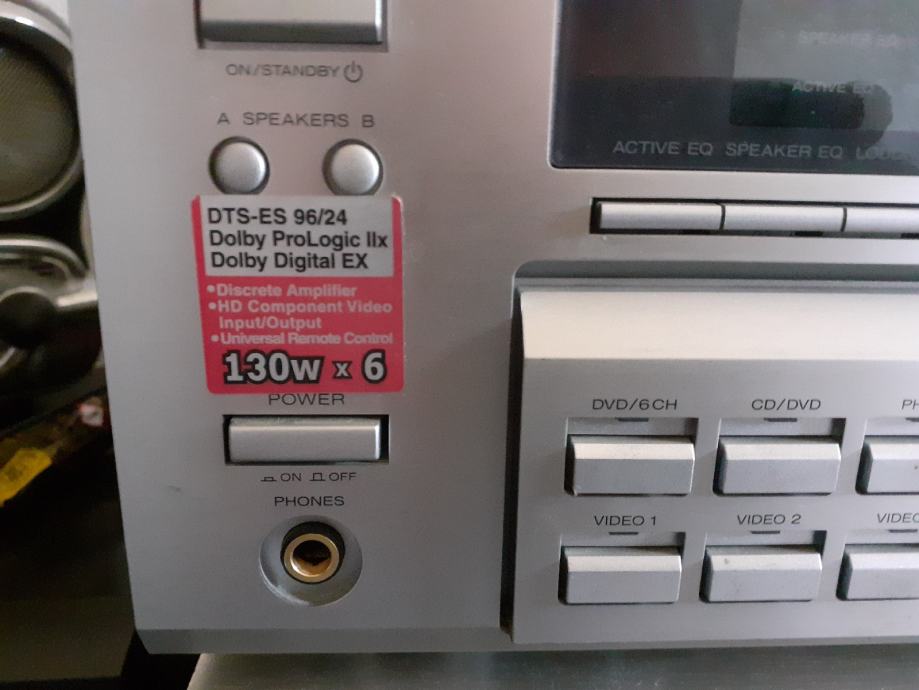 ON/STANDBY
A SPEAKERS B
SPEAKER EQ
ACTIVE EQ
ACTIVE EQ SPEAKER EQ
DTS-ES 96/24
Dolby ProLogic IIx
Dolby Digital EX
•Discrete Amplifier
•HD Component Video
Input/Output
•Universal Remote Control
130w x 6
POWER
ON OFF
PHONES
DVD/6CH CD/DVD PH
VIDEO 1 VIDEO 2 VIDEO